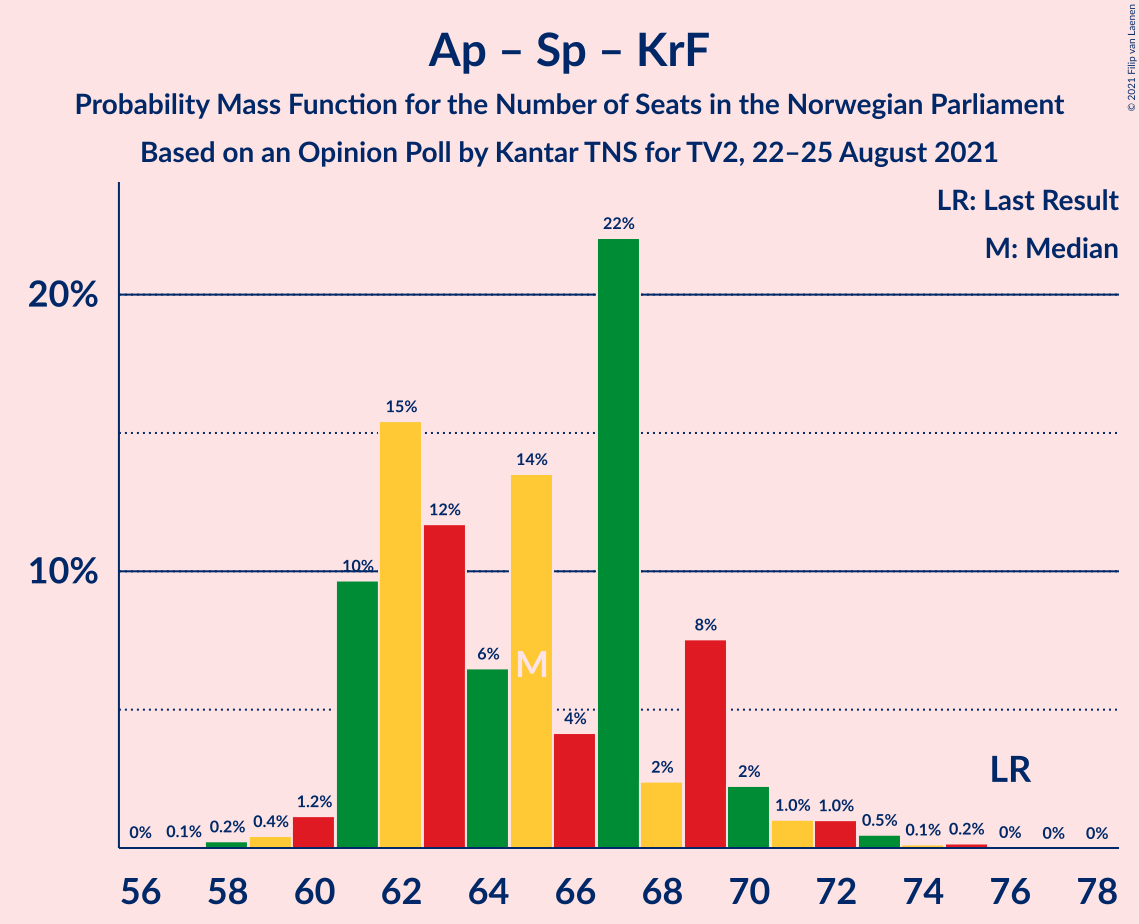 Ap – Sp – KrF
Probability Mass Function for the Number of Seats in the Norwegian Parliament
Based on an Opinion Poll by Kantar TNS for TV2, 22–25 August 2021
© 2021 Filip van Laenen
LR: Last Result
M: Median
20%
10%
0%
0.1%
0.2%
0.4%
1.2%
10%
15%
12%
6%
14%
4%
22%
2%
8%
2%
1.0%
1.0%
0.5%
0.1%
0.2%
0%
0%
0%
M
LR
56 58 60 62 64 66 68 70 72 74 76 78